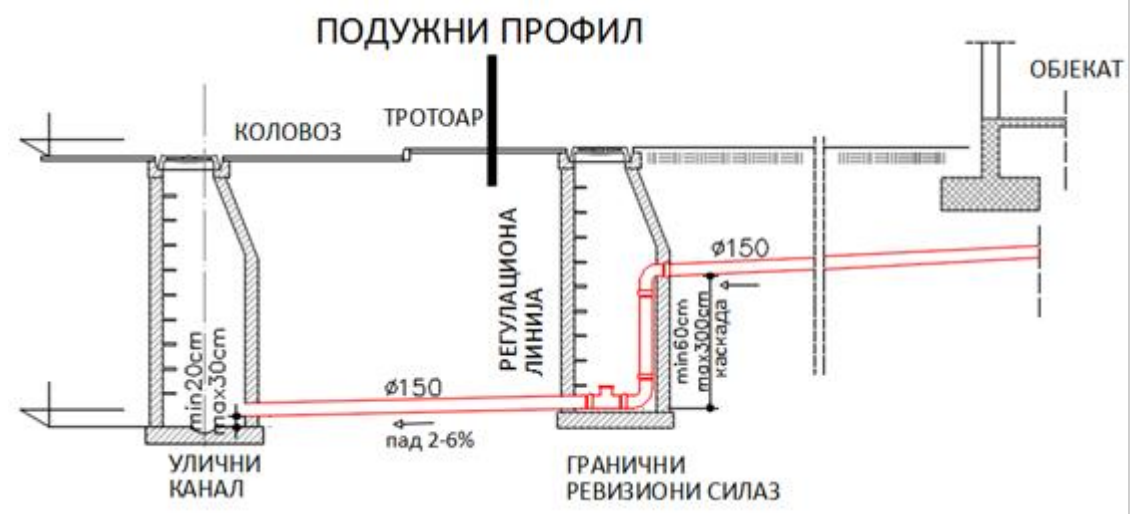 ПОДУЖНИ ПРОФИЛ
ОБЈЕКАТ
КОЛОВОЗ
ТРОТОАР
РЕГУЛАЦИОНА
ЛИНИЈА
ø150
min60cm
max300cm
каскада
min20cm
max30cm
ø150
пад 2-6%
УЛИЧНИ
КАНАЛ
ГРАНИЧНИ
РЕВИЗИОНИ СИЛАЗ